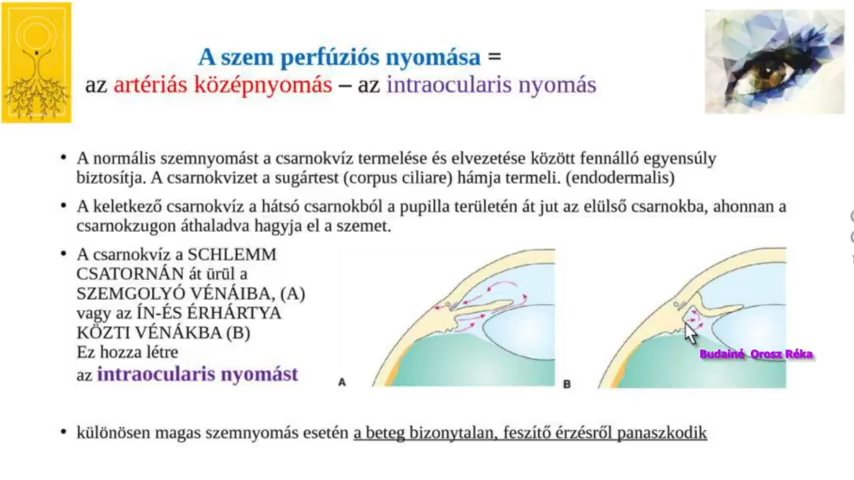 A szem perfúziós nyomása =
az artériás középnyomás – az intraocularis nyomás
• A normális szemnyomást a csarnokvíz termelése és elvezetése között fennálló egyensúly
biztosítja. A csarnokvizet a sugártest (corpus ciliare) hámja termeli. (endodermalis)
• A keletkező csarnokvíz a hátsó csarnokból a pupilla területén át jut az elülső csarnokba, ahonnan a
csarnokzugon áthaladva hagyja el a szemet.
• A csarnokvíz a SCHLEMM
CSATORNÁN át ürül a
SZEMGOLYÓ VÉNÁIBA, (A)
vagy az ÍN-ÉS ÉRHÁRTYA
KÖZTI VÉNÁKBA (B)
Ez hozza létre
az intraocularis nyomást
A
B
Budainé Orosz Réka
• különösen magas szemnyomás esetén a beteg bizonytalan, feszítő érzésről panaszkodik